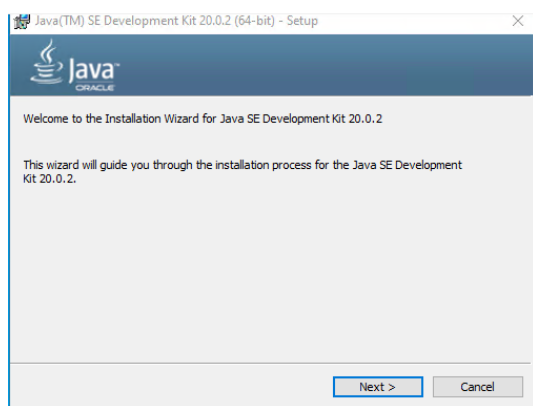 Java(TM) SE Development Kit 20.0.2 (64-bit) - Setup
Java™
ORACLE
Welcome to the Installation Wizard for Java SE Development Kit 20.0.2
This wizard will guide you through the installation process for the Java SE Development
Kit 20.0.2.
Next >
Cancel